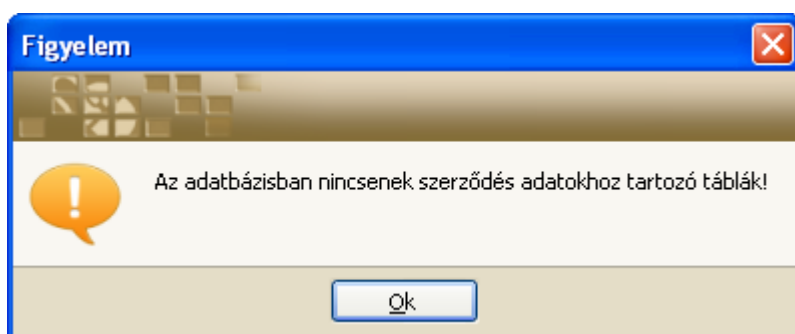 Figyelem
Az adatbázisban nincsenek szerződés adatokhoz tartozó táblák!
Ok